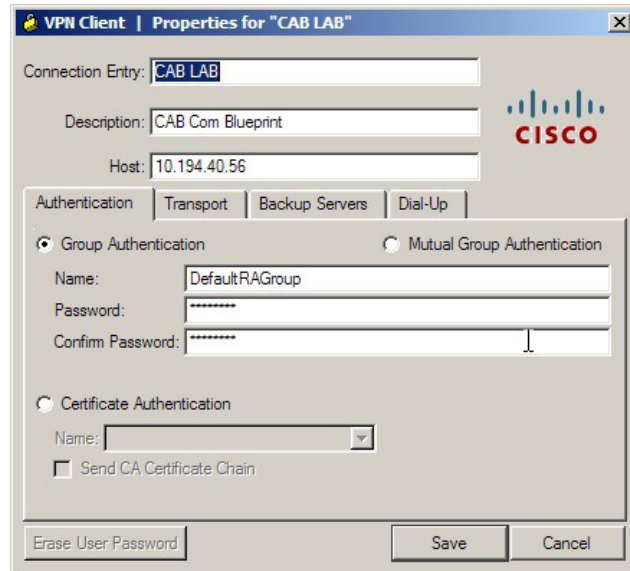 VPN Client | Properties for "CAB LAB"
Connection Entry: CAB LAB
Description: CAB Com Blueprint
Host: 10.194.40.56
CISCO
Authentication Transport Backup Servers Dial-Up
Group Authentication Mutual Group Authentication
Name: DefaultRAGroup
Password: ********
Confirm Password: ********
Certificate Authentication
Name:
Send CA Certificate Chain
Erase User Password Save Cancel